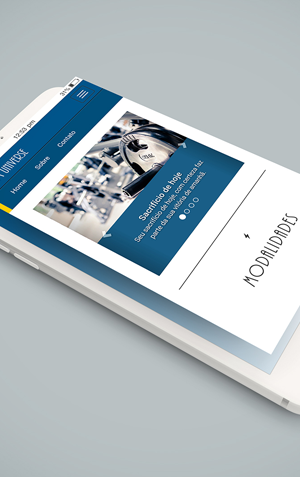 12:53 pm
31%
UNIVERSE
Home Sobre Contato
Sacrifício de hoje
Seu sacrifício de hoje, com certeza faz
parte da sua vitória de amanhã.
MODALIDADES